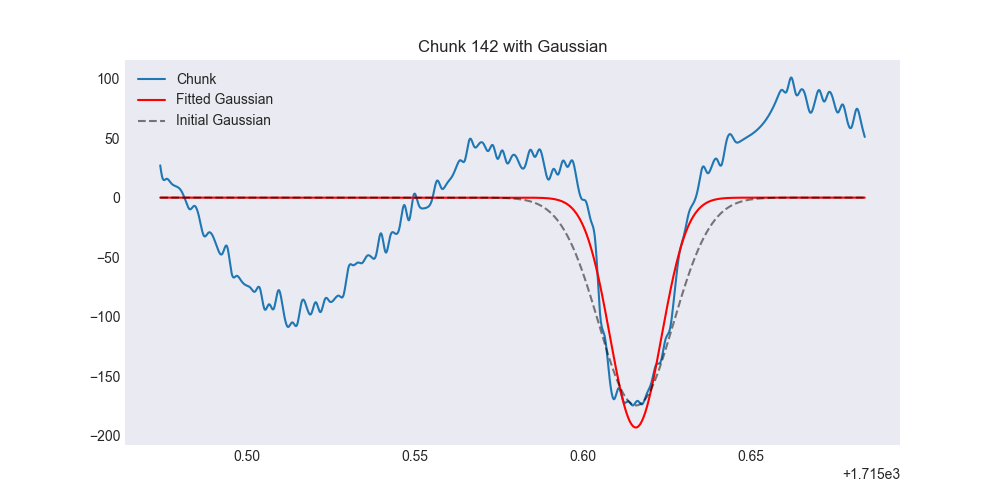 Chunk 142 with Gaussian
Chunk
Fitted Gaussian
Initial Gaussian
100
50
0
−50
−100
−150
−200
0.50 0.55 0.60 0.65
+1.715e3